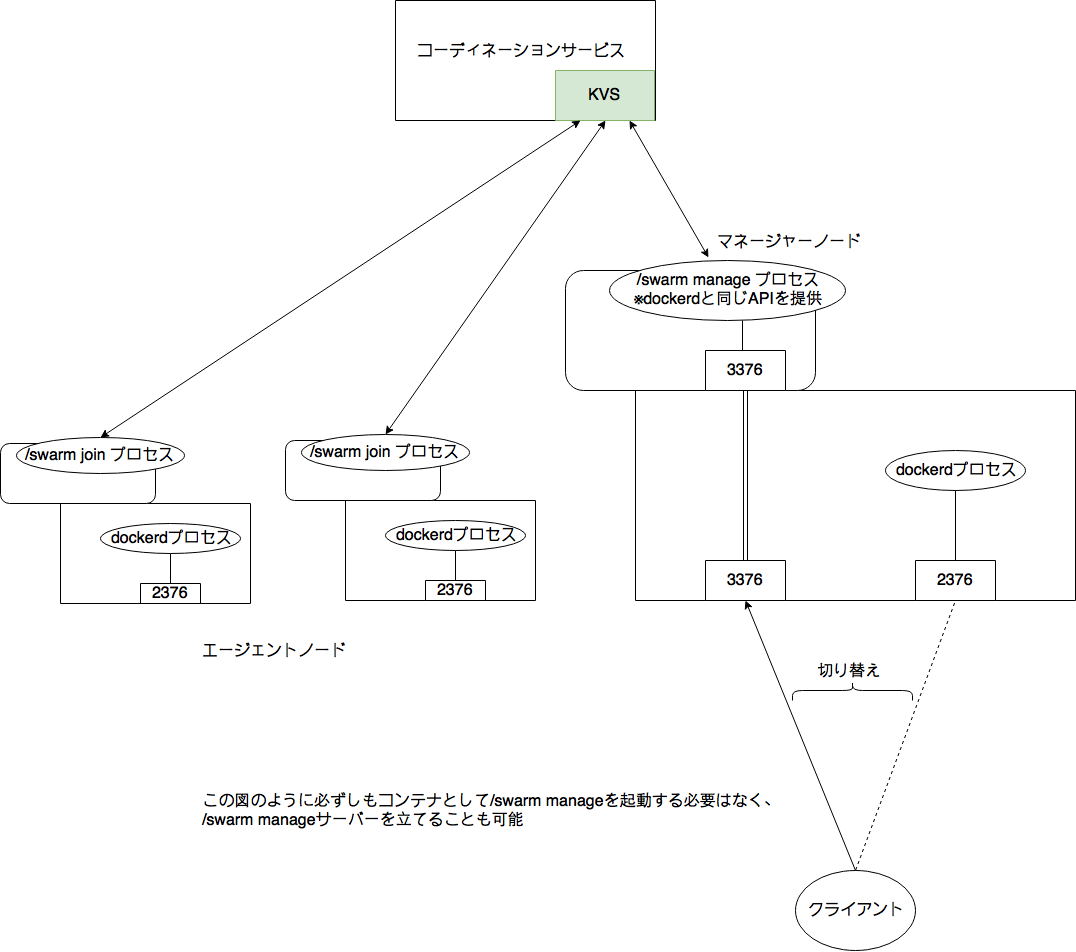 コーディネーションサービス
KVS
マネージャーノード
/swarm manage プロセス
※dockerdと同じAPIを提供
3376
/swarm join プロセス
/swarm join プロセス
dockerdプロセス
dockerdプロセス
dockerdプロセス
2376
2376
3376
2376
エージェントノード
切り替え
この図のように必ずしもコンテナとして/swarm manageを起動する必要はなく、
/swarm manageサーバーを立てることも可能
クライアント